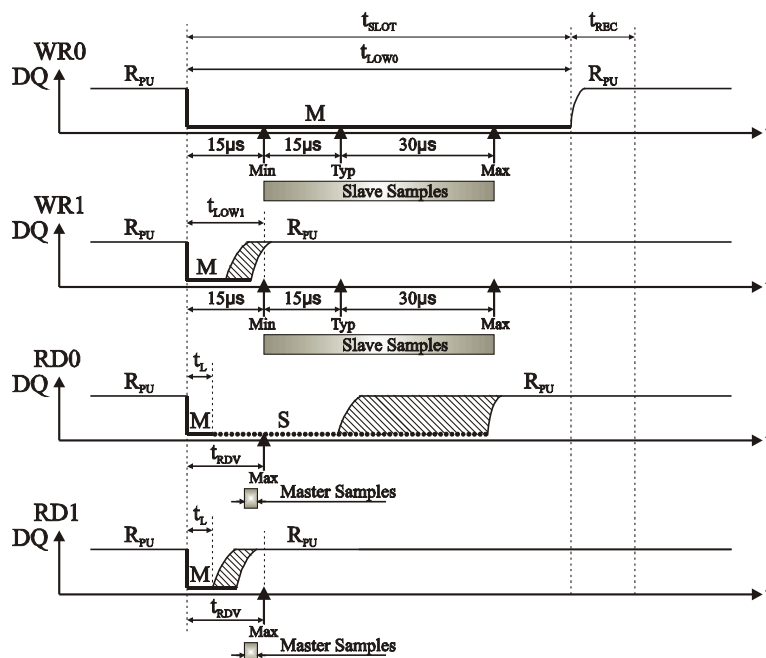 tSLOT tREC
WR0 tLOW0
DQ RPU RPU
M
15µs 15µs 30µs
Min Typ Max
Slave Samples
WR1 tLOW1
DQ RPU RPU
M
15µs 15µs 30µs
Min Typ Max
Slave Samples
RD0 tL
DQ RPU RPU
M S
tRDV
Max
Master Samples
RD1 tL
DQ RPU RPU
M
tRDV
Max
Master Samples